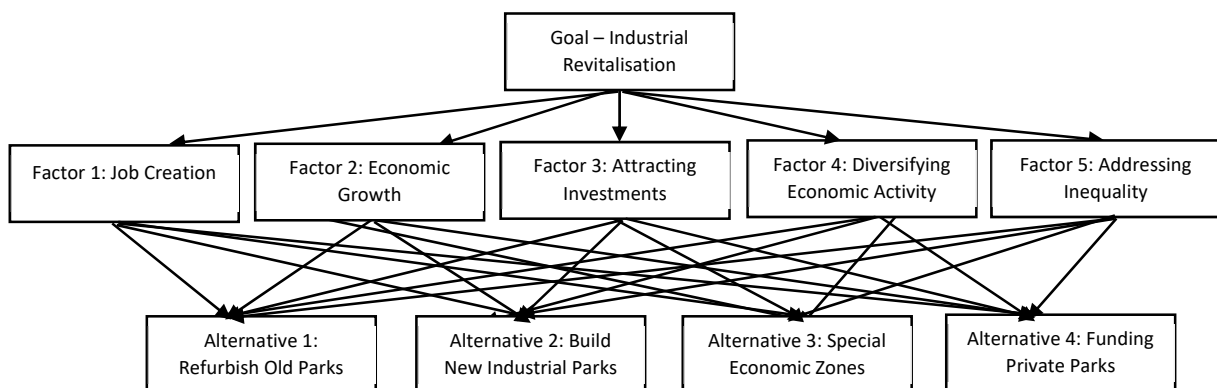 Goal – Industrial
Revitalisation
Factor 1: Job Creation
Factor 2: Economic
Growth
Factor 3: Attracting
Investments
Factor 4: Diversifying
Economic Activity
Factor 5: Addressing
Inequality
Alternative 1:
Refurbish Old Parks
Alternative 2: Build
New Industrial Parks
Alternative 3: Special
Economic Zones
Alternative 4: Funding
Private Parks